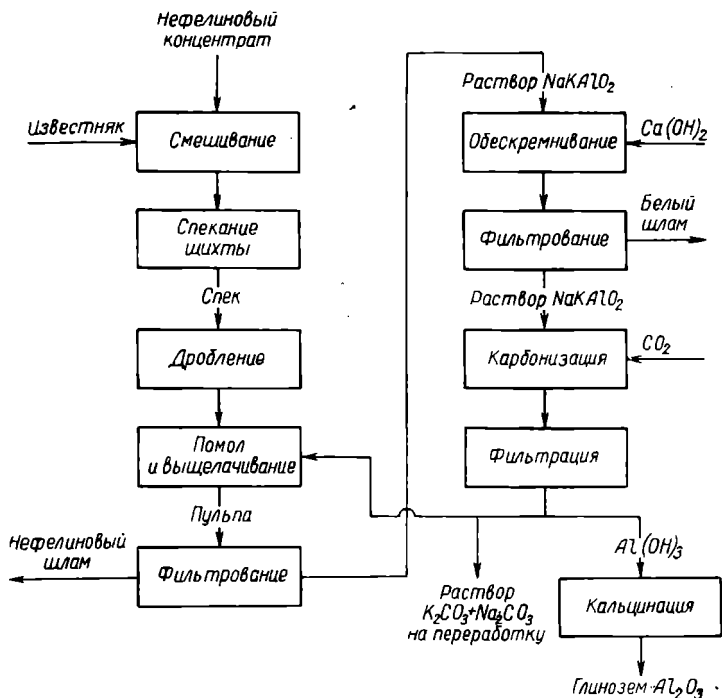 Нефелиновый
концентрат
Известняк
Смешивание
Спекание
шихты
Спек
Дробление
Помол
и выщелачивание
Пульпа
Нефелиновый
шлам
Фильтрование
Раствор NaKAlO₂
Обескремнивание
Ca(OH)₂
Фильтрование
Белый
шлам
Раствор NaKAlO₂
Карбонизация
CO₂
Фильтрация
Раствор
K₂CO₃+Na₂CO₃
на переработку
Al(OH)₃
Кальцинация
Глинозем Al₂O₃